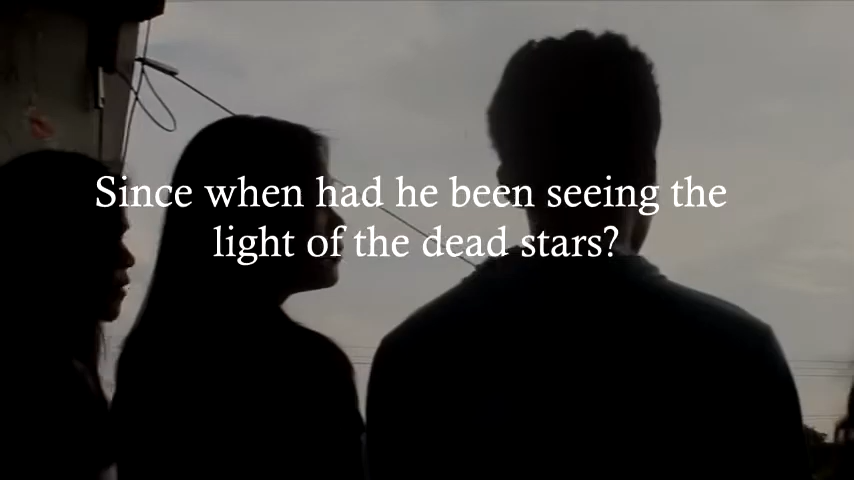 Since when had he been seeing the
light of the dead stars?